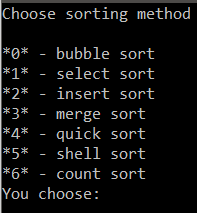 Choose sorting method
*0* - bubble sort
*1* - select sort
*2* - insert sort
*3* - merge sort
*4* - quick sort
*5* - shell sort
*6* - count sort
You choose: